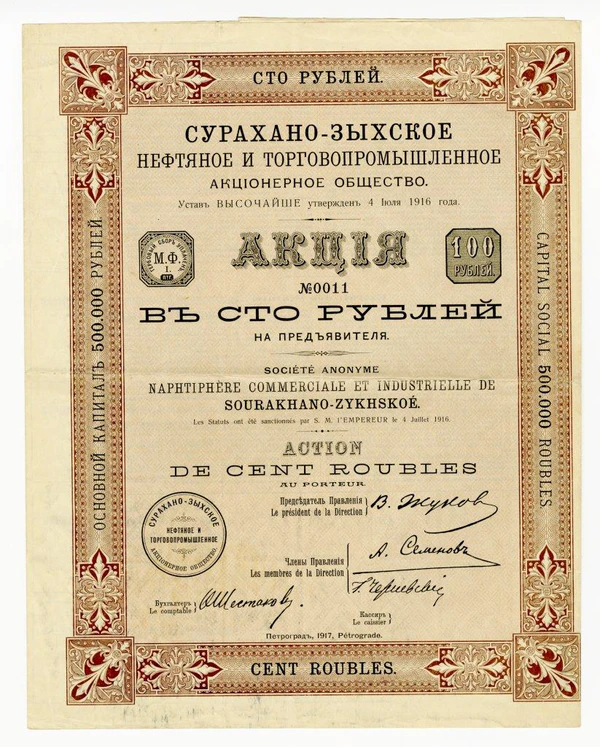 СТО РУБЛЕЙ.
СУРАХАНО-ЗЫХСКОЕ
НЕФТЯНОЕ И ТОРГОВОПРОМЫШЛЕННОЕ
АКЦІОНЕРНОЕ ОБЩЕСТВО.
Уставъ ВЫСОЧАЙШЕ утвержденъ 4 Іюля 1916 года.
М.Ф.
I.
АКЦІЯ
100
РУБЛЕЙ.
№0011
ВЪ СТО РУБЛЕЙ
НА ПРЕДЪЯВИТЕЛЯ.
SOCIÉTÉ ANONYME
NAPHTIPHÈRE COMMERCIALE ET INDUSTRIELLE DE
SOURAKHANO-ZYKHSKOÉ.
Les Statuts ont été sanctionnés par S. M. l'EMPEREUR le 4 Juillet 1916.
ACTION
DE CENT ROUBLES
AU PORTEUR.
СУРАХАНО-ЗЫХСКОЕ
НЕФТЯНОЕ И
ТОРГОВОПРОМЫШЛЕННОЕ
АКЦІОНЕРНОЕ ОБЩЕСТВО.
Предсѣдатель Правленія
Le président de la Direction
В. Жуковъ
Члены Правленія
Les membres de la Direction
А. Семеновъ
Бухгалтеръ
Le comptable
Кассиръ
Le caissier
Петроградъ, 1917, Pétrograde.
CENT ROUBLES.
ОСНОВНОЙ КАПИТАЛЪ 500.000 РУБЛЕЙ
CAPITAL SOCIAL 500.000 ROUBLES